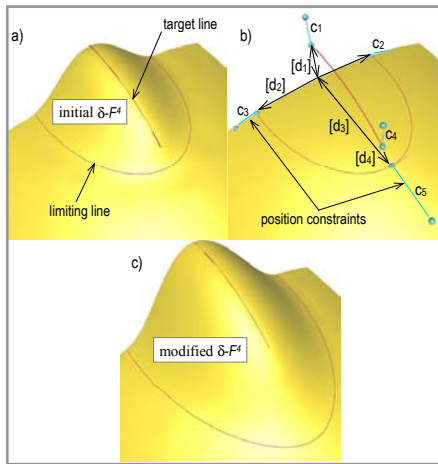 a)
target line
initial δ-F⁴
limiting line
b)
c₁
c₂
[d₁]
[d₂]
c₃
[d₃]
c₄
[d₄]
c₅
position constraints
c)
modified δ-F⁴